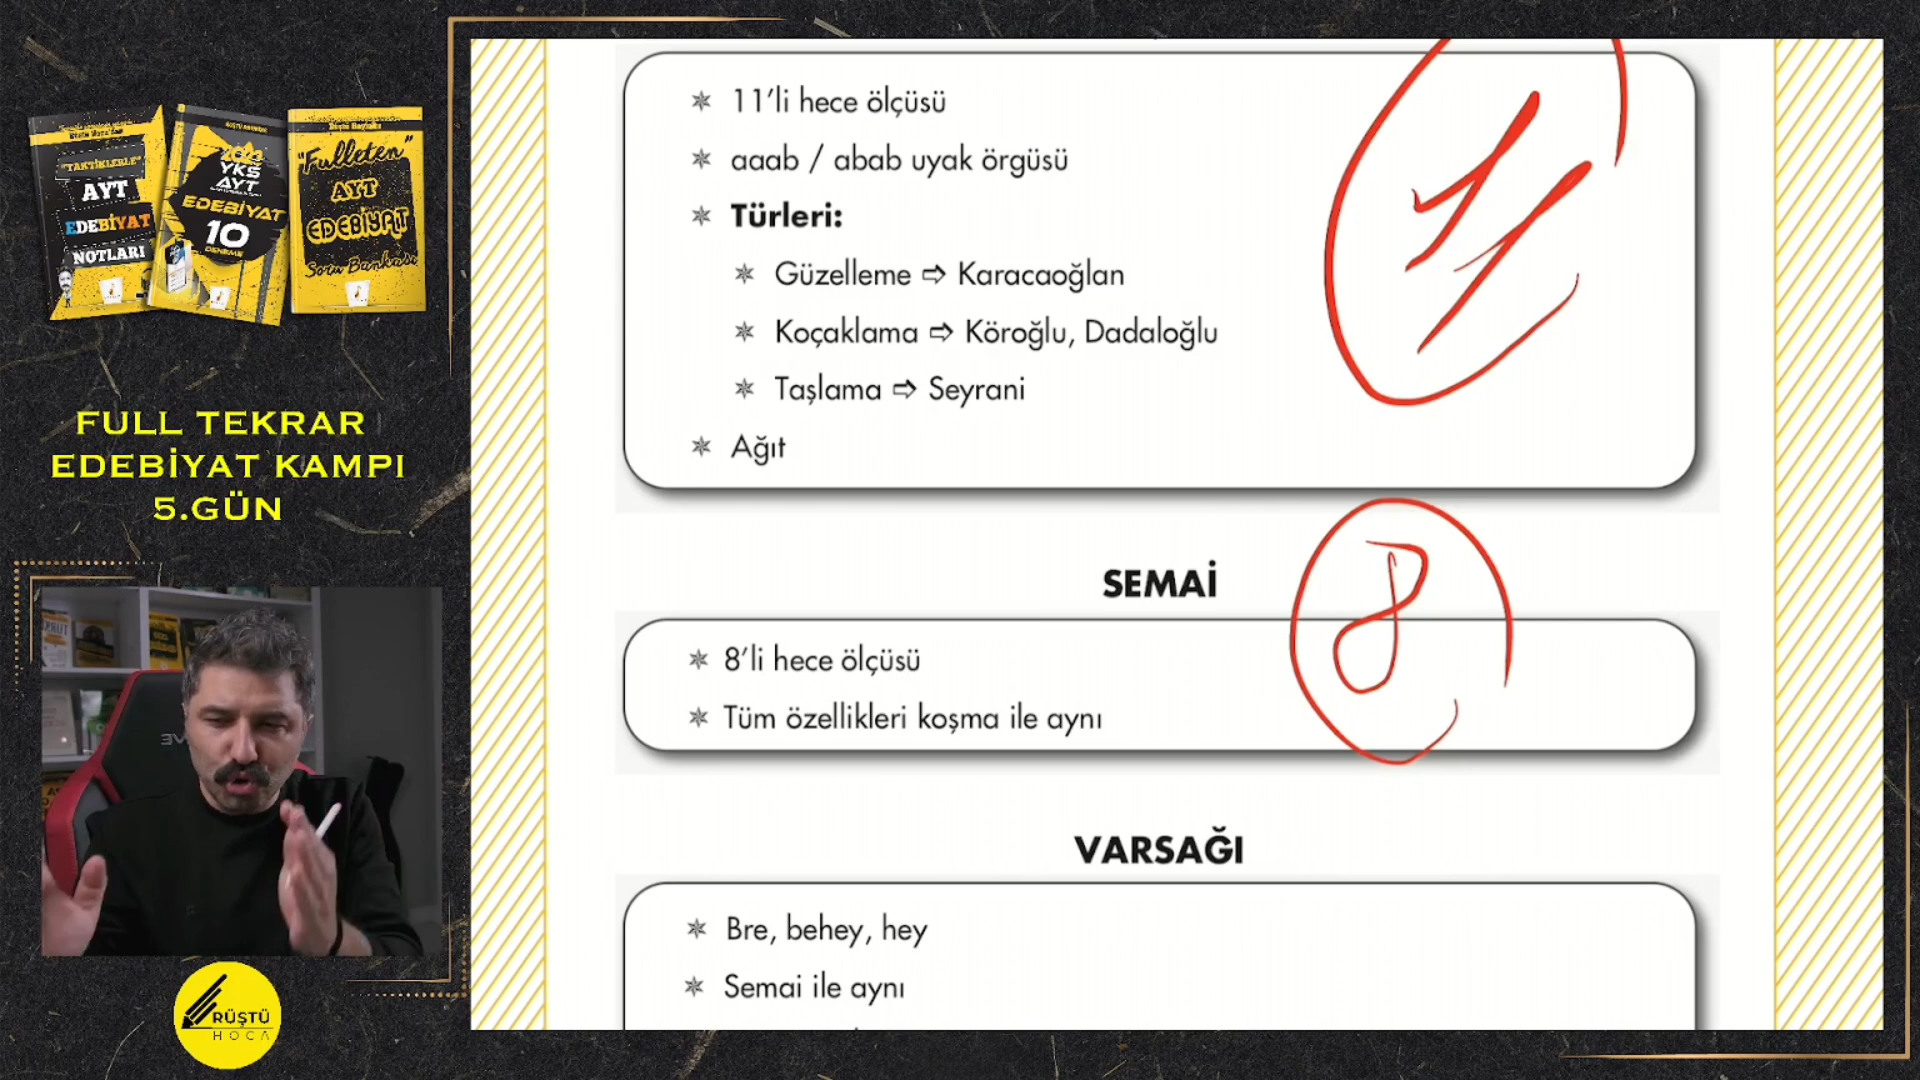 "TAKTİKLERLE"
AYT
EDEBİYAT
NOTLARI
YKS
AYT
EDEBİYAT
10
DENEME
"Fulleten"
AYT
EDEBİYAT
Soru Bankası
FULL TEKRAR
EDEBİYAT KAMPI
5.GÜN
RÜŞTÜ
HOCA
11'li hece ölçüsü
aaab / abab uyak örgüsü
Türleri:
Güzelleme ⇨ Karacaoğlan
Koçaklama ⇨ Köroğlu, Dadaloğlu
Taşlama ⇨ Seyrani
Ağıt
11
SEMAİ
8
8'li hece ölçüsü
Tüm özellikleri koşma ile aynı
VARSAĞI
Bre, behey, hey
Semai ile aynı